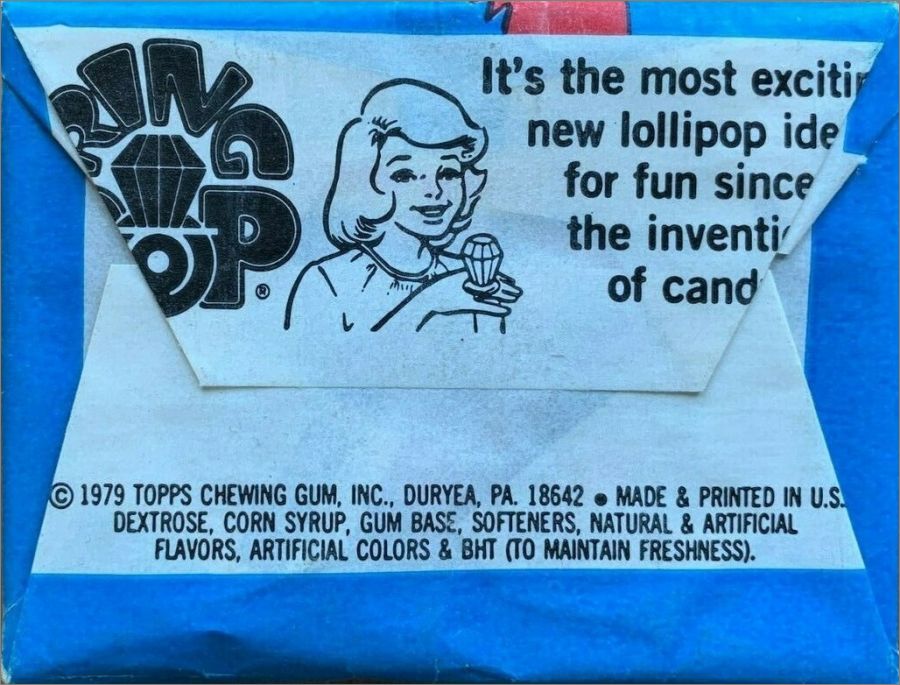 RING
POP®
It's the most exciti
new lollipop ide
for fun since
the inventi
of cand
© 1979 TOPPS CHEWING GUM, INC., DURYEA, PA. 18642 • MADE & PRINTED IN U.S.
DEXTROSE, CORN SYRUP, GUM BASE, SOFTENERS, NATURAL & ARTIFICIAL
FLAVORS, ARTIFICIAL COLORS & BHT (TO MAINTAIN FRESHNESS).